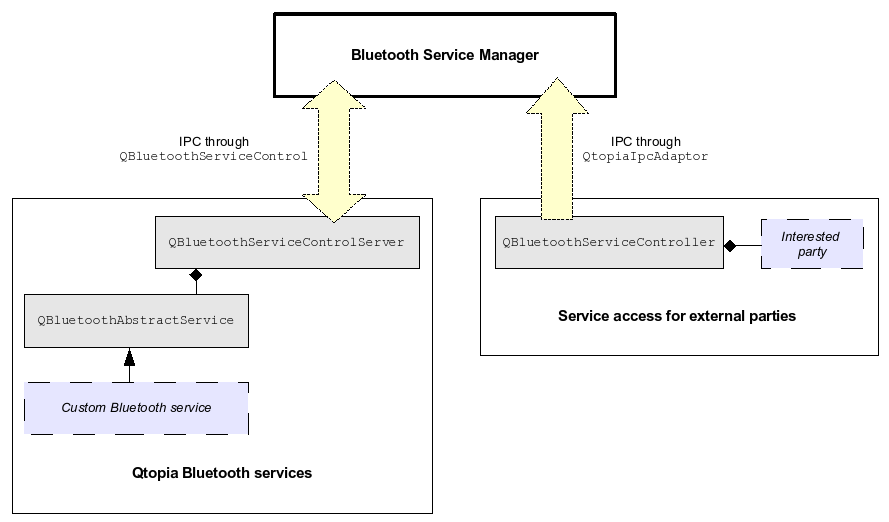 Bluetooth Service Manager
IPC through
QBluetoothServiceControl
IPC through
QtopiaIpcAdaptor
QBluetoothServiceControlServer
QBluetoothAbstractService
Custom Bluetooth service
Qtopia Bluetooth services
QBluetoothServiceController
Interested
party
Service access for external parties